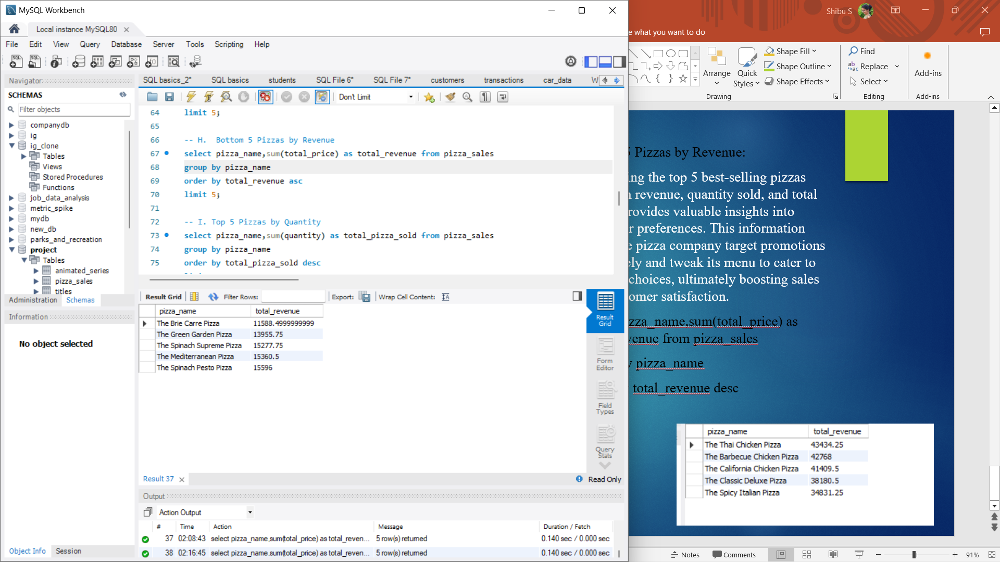 MySQL Workbench
Local instance MySQL80
File Edit View Query Database Server Tools Scripting Help
Navigator
SCHEMAS
Filter objects
companydb
ig
ig_clone
Tables
Views
Stored Procedures
Functions
job_data_analysis
metric_spike
mydb
new_db
parks_and_recreation
project
Tables
animated_series
pizza_sales
titles
Administration Schemas
Information
No object selected
Object Info Session
SQL basics_2* SQL basics students SQL File 6* SQL File 7* customers transactions car_data W
Don't Limit
64 limit 5;
65
66 -- H.  Bottom 5 Pizzas by Revenue
67 select pizza_name,sum(total_price) as total_revenue from pizza_sales
68 group by pizza_name
69 order by total_revenue asc
70 limit 5;
71
72 -- I. Top 5 Pizzas by Quantity
73 select pizza_name,sum(quantity) as total_pizza_sold from pizza_sales
74 group by pizza_name
75 order by total_pizza_sold desc
Result Grid Filter Rows: Export: Wrap Cell Content:
pizza_name total_revenue
The Brie Carre Pizza 11588.4999999999
The Green Garden Pizza 13955.75
The Spinach Supreme Pizza 15277.75
The Mediterranean Pizza 15360.5
The Spinach Pesto Pizza 15596
Result Grid
Form Editor
Field Types
Query Stats
Result 37 Read Only
Output
Action Output
# Time Action Message Duration / Fetch
37 02:08:43 select pizza_name,sum(total_price) as total_reven... 5 row(s) returned 0.140 sec / 0.000 sec
38 02:16:45 select pizza_name,sum(total_price) as total_reven... 5 row(s) returned 0.140 sec / 0.000 sec
Shibu S
e what you want to do
Arrange
Quick Styles
Shape Fill
Shape Outline
Shape Effects
Drawing
Find
Replace
Select
Editing
Add-ins
Add-ins
5 Pizzas by Revenue:
ing the top 5 best-selling pizzas
n revenue, quantity sold, and total
rovides valuable insights into
r preferences. This information
e pizza company target promotions
ely and tweak its menu to cater to
choices, ultimately boosting sales
omer satisfaction.
zza_name,sum(total_price) as
venue from pizza_sales
y pizza_name
total_revenue desc
pizza_name total_revenue
The Thai Chicken Pizza 43434.25
The Barbecue Chicken Pizza 42768
The California Chicken Pizza 41409.5
The Classic Deluxe Pizza 38180.5
The Spicy Italian Pizza 34831.25
Notes Comments 91%